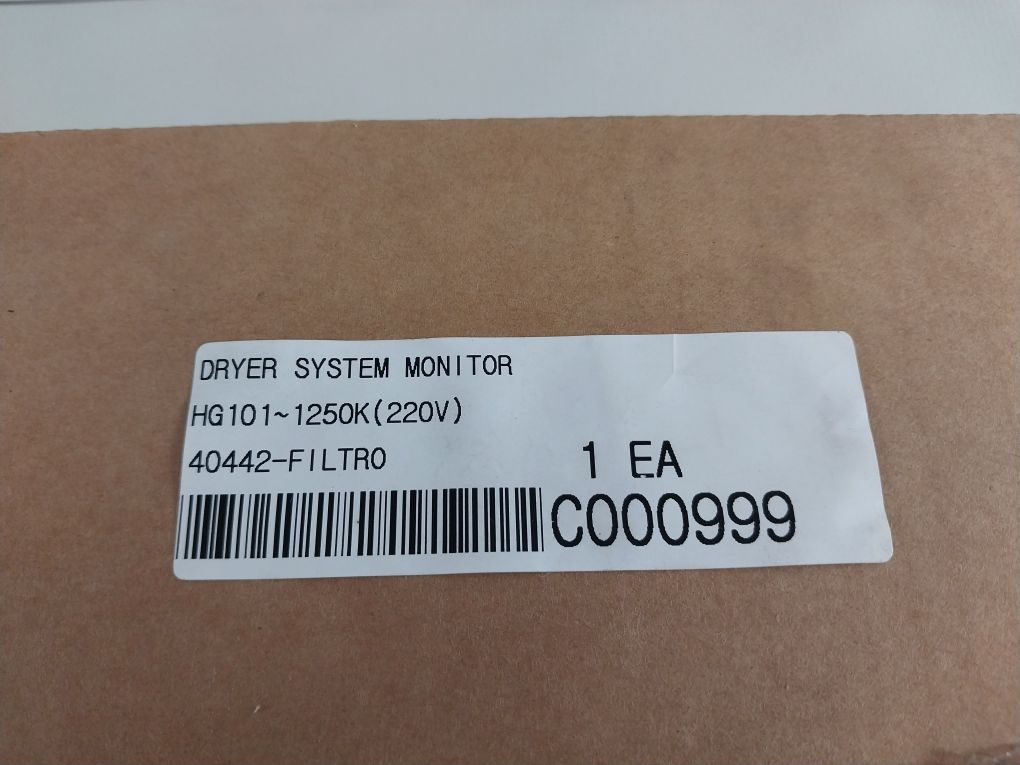 DRYER SYSTEM MONITOR
HG101~1250K(220V)
40442-FILTRO
1 EA
C000999